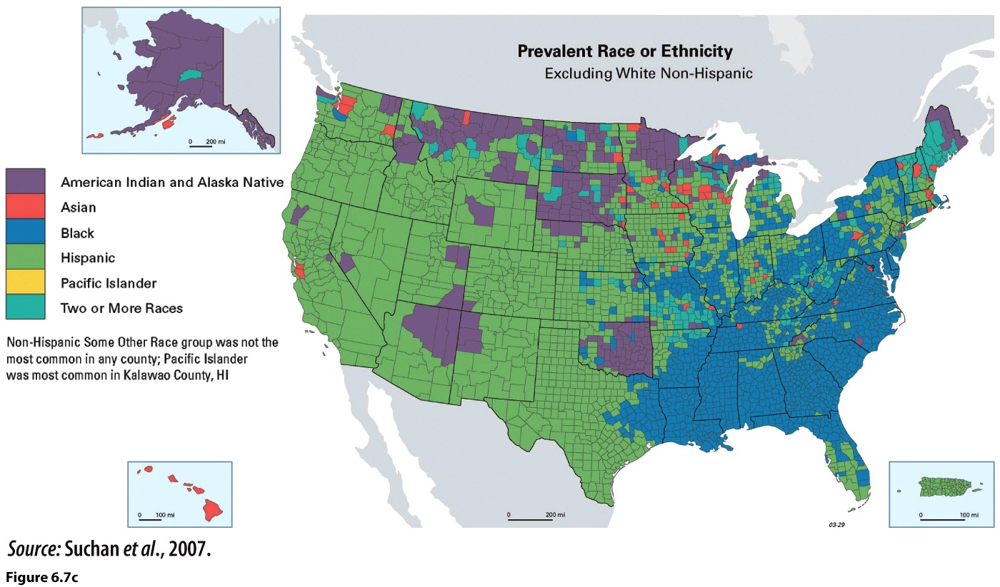 Prevalent Race or Ethnicity
Excluding White Non-Hispanic
0 200 mi
American Indian and Alaska Native
Asian
Black
Hispanic
Pacific Islander
Two or More Races
Non-Hispanic Some Other Race group was not the
most common in any county; Pacific Islander
was most common in Kalawao County, HI
0 100 mi
0 200 mi
03-29
0 100 mi
Source: Suchan et al., 2007.
Figure 6.7c